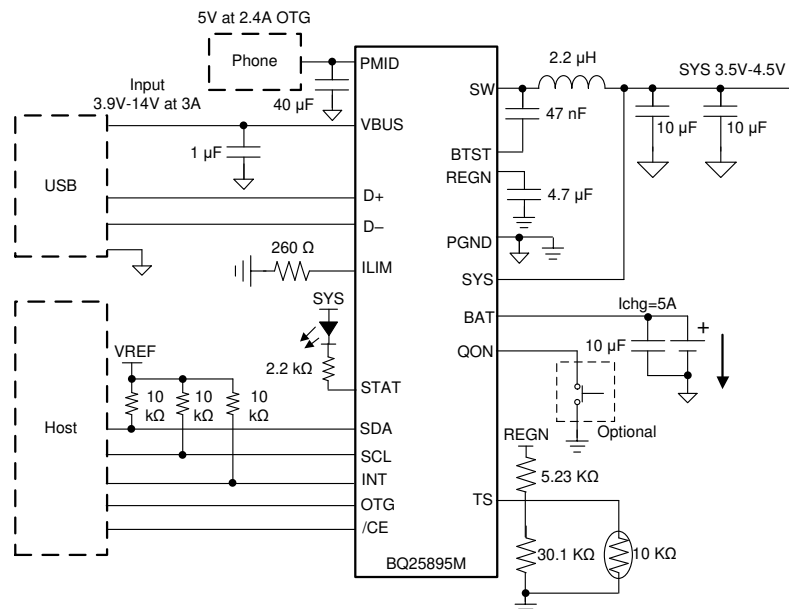 5V at 2.4A OTG
Phone
PMID
40 µF
Input
3.9V-14V at 3A
VBUS
1 µF
USB
D+
D–
260 Ω
ILIM
SYS
2.2 kΩ
STAT
VREF
10
kΩ
10
kΩ
10
kΩ
Host
SDA
SCL
INT
OTG
/CE
BQ25895M
SW
2.2 µH
SYS 3.5V-4.5V
47 nF
10 µF
10 µF
BTST
REGN
4.7 µF
PGND
SYS
BAT
Ichg=5A
+
10 µF
QON
Optional
REGN
5.23 KΩ
TS
30.1 KΩ
10 KΩ